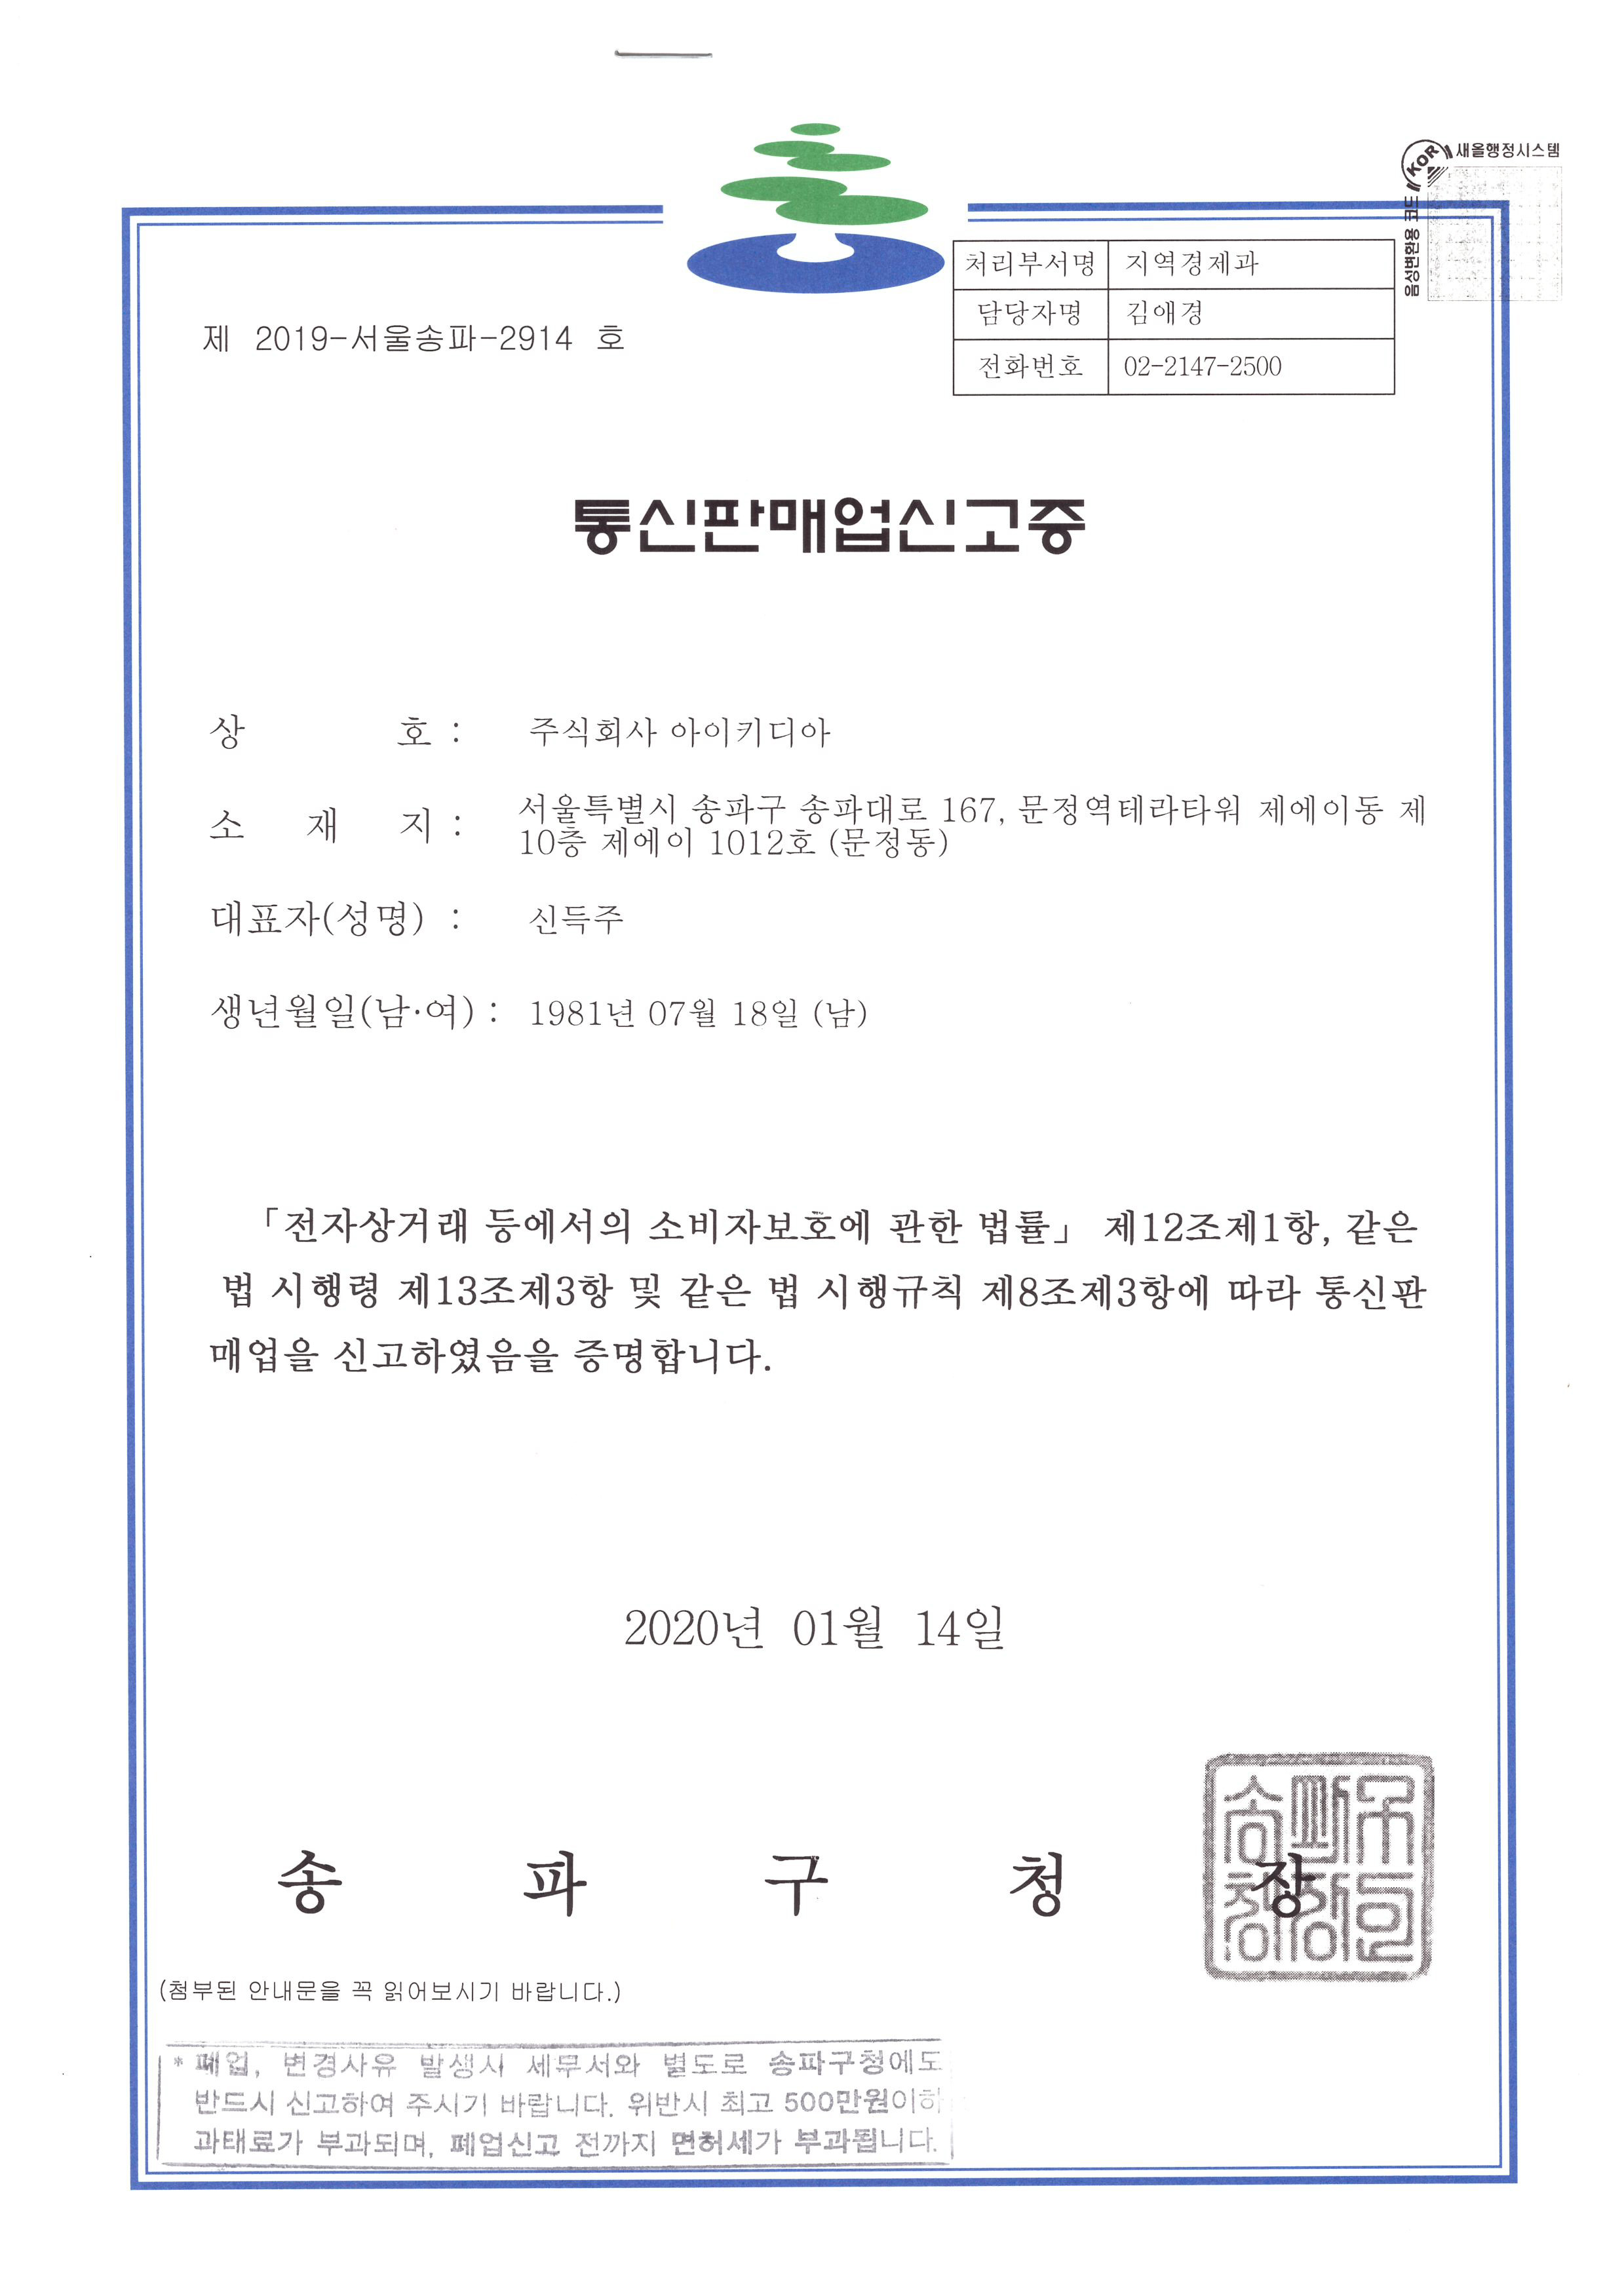 KOR 새올행정시스템
음성변환용 코드
처리부서명 지역경제과
담당자명 김애경
전화번호 02-2147-2500
제 2019-서울송파-2914 호
통신판매업신고증
상 호 : 주식회사 아이키디아
소 재 지 : 서울특별시 송파구 송파대로 167, 문정역테라타워 제에이동 제
10층 제에이 1012호 (문정동)
대표자(성명) : 신득주
생년월일(남·여) : 1981년 07월 18일 (남)
「전자상거래 등에서의 소비자보호에 관한 법률」 제12조제1항, 같은
법 시행령 제13조제3항 및 같은 법 시행규칙 제8조제3항에 따라 통신판
매업을 신고하였음을 증명합니다.
2020년 01월 14일
송 파 구 청 장
송파구
청장인
(첨부된 안내문을 꼭 읽어보시기 바랍니다.)
* 폐업, 변경사유 발생시 세무서와 별도로 송파구청에도
반드시 신고하여 주시기 바랍니다. 위반시 최고 500만원이하
과태료가 부과되며, 폐업신고 전까지 면허세가 부과됩니다.